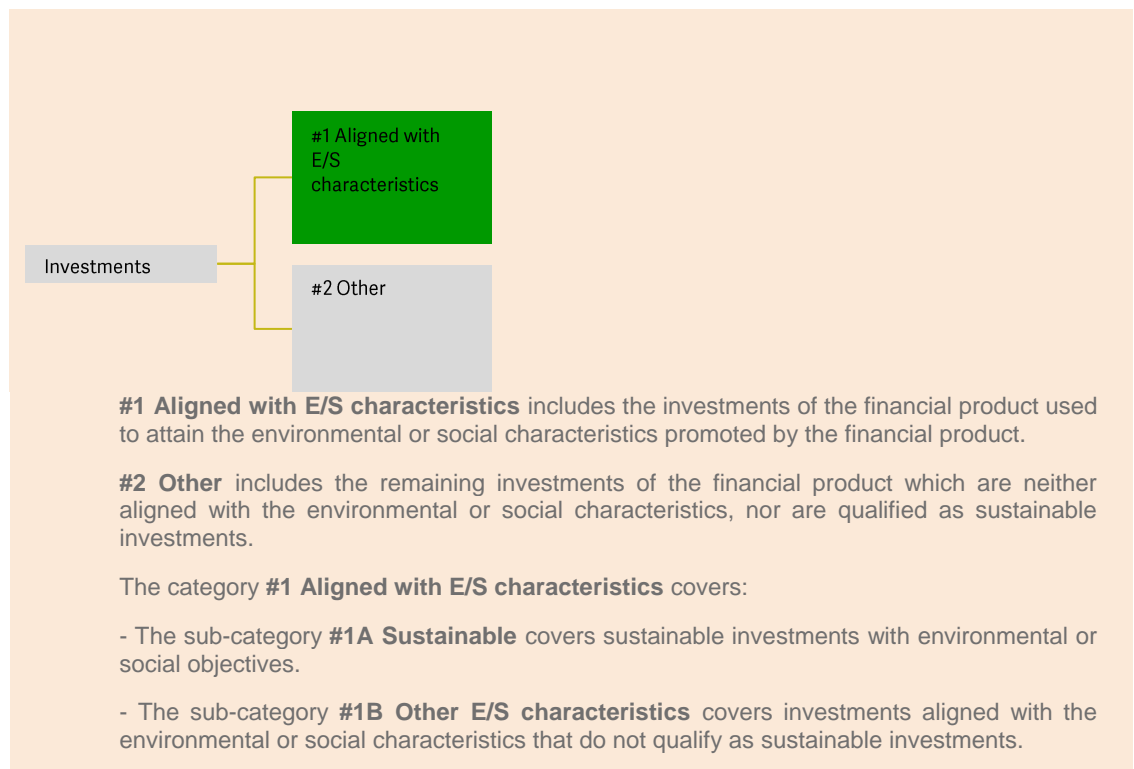 #1 Aligned with
E/S
characteristics
Investments
#2 Other
#1 Aligned with E/S characteristics includes the investments of the financial product used
to attain the environmental or social characteristics promoted by the financial product.
#2 Other includes the remaining investments of the financial product which are neither
aligned with the environmental or social characteristics, nor are qualified as sustainable
investments.
The category #1 Aligned with E/S characteristics covers:
- The sub-category #1A Sustainable covers sustainable investments with environmental or
social objectives.
- The sub-category #1B Other E/S characteristics covers investments aligned with the
environmental or social characteristics that do not qualify as sustainable investments.